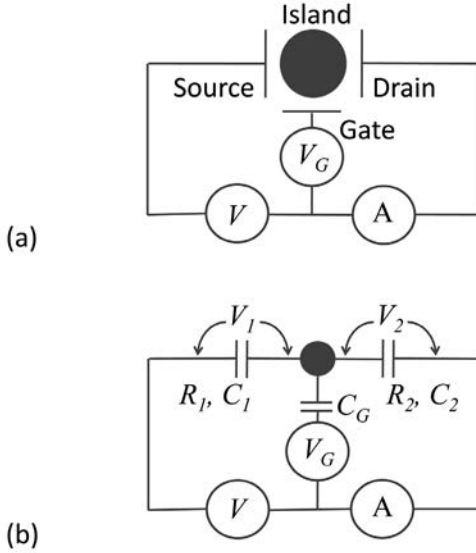 Island
Source
Drain
Gate
V_G
V
A
(a)
V_1
V_2
R_1, C_1
C_G
R_2, C_2
V_G
V
A
(b)